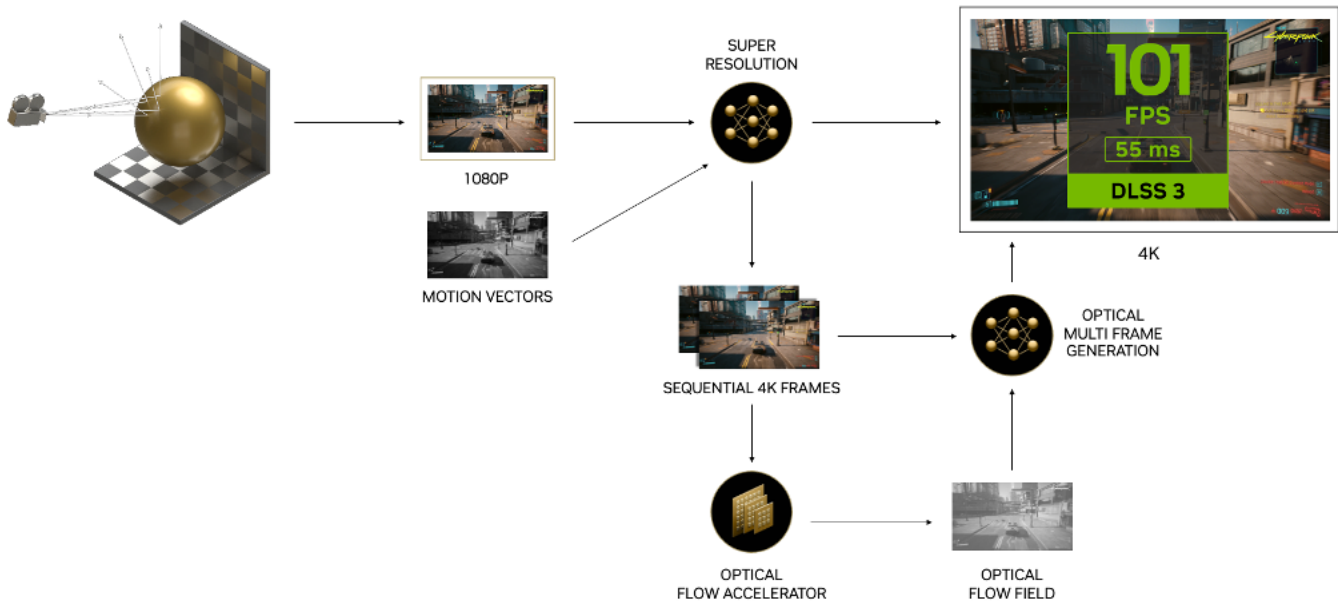 SUPER
RESOLUTION
1080P
MOTION VECTORS
CYBERPUNK
101
FPS
55 ms
DLSS 3
4K
SEQUENTIAL 4K FRAMES
OPTICAL
MULTI FRAME
GENERATION
OPTICAL
FLOW ACCELERATOR
OPTICAL
FLOW FIELD